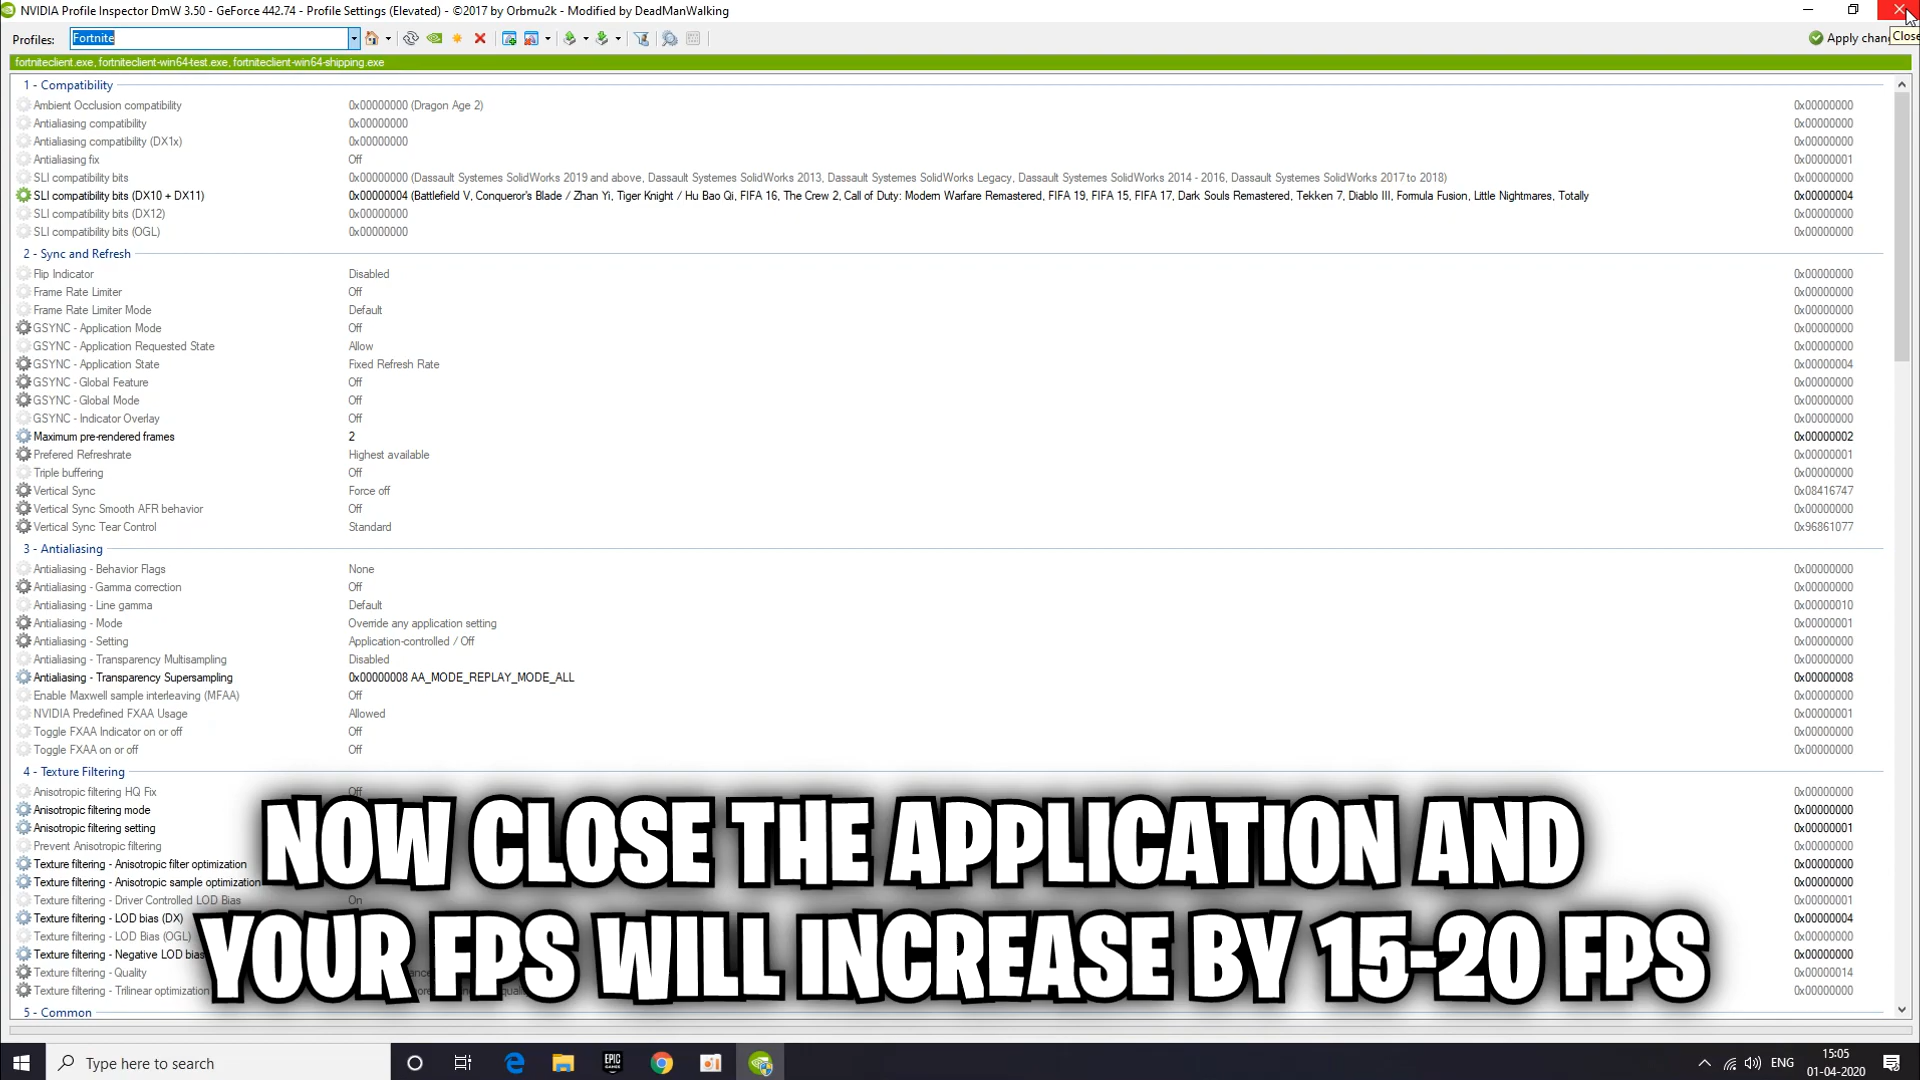 NVIDIA Profile Inspector DmW 3.50 - GeForce 442.74 - Profile Settings (Elevated) - ©2017 by Orbmu2k - Modified by DeadManWalking
Profiles: Fortnite
Apply chan
Close
fortniteclient.exe, fortniteclient-win64-test.exe, fortniteclient-win64-shipping.exe
1 - Compatibility
Ambient Occlusion compatibility 0x00000000 (Dragon Age 2) 0x00000000
Antialiasing compatibility 0x00000000 0x00000000
Antialiasing compatibility (DX1x) 0x00000000 0x00000000
Antialiasing fix Off 0x00000001
SLI compatibility bits 0x00000000 (Dassault Systemes SolidWorks 2019 and above, Dassault Systemes SolidWorks 2013, Dassault Systemes SolidWorks Legacy, Dassault Systemes SolidWorks 2014 - 2016, Dassault Systemes SolidWorks 2017 to 2018) 0x00000000
SLI compatibility bits (DX10 + DX11) 0x00000004 (Battlefield V, Conqueror's Blade / Zhan Yi, Tiger Knight / Hu Bao Qi, FIFA 16, The Crew 2, Call of Duty: Modern Warfare Remastered, FIFA 19, FIFA 15, FIFA 17, Dark Souls Remastered, Tekken 7, Diablo III, Formula Fusion, Little Nightmares, Totally 0x00000004
SLI compatibility bits (DX12) 0x00000000 0x00000000
SLI compatibility bits (OGL) 0x00000000 0x00000000
2 - Sync and Refresh
Flip Indicator Disabled 0x00000000
Frame Rate Limiter Off 0x00000000
Frame Rate Limiter Mode Default 0x00000000
GSYNC - Application Mode Off 0x00000000
GSYNC - Application Requested State Allow 0x00000000
GSYNC - Application State Fixed Refresh Rate 0x00000004
GSYNC - Global Feature Off 0x00000000
GSYNC - Global Mode Off 0x00000000
GSYNC - Indicator Overlay Off 0x00000000
Maximum pre-rendered frames 2 0x00000002
Prefered Refreshrate Highest available 0x00000001
Triple buffering Off 0x00000000
Vertical Sync Force off 0x08416747
Vertical Sync Smooth AFR behavior Off 0x00000000
Vertical Sync Tear Control Standard 0x96861077
3 - Antialiasing
Antialiasing - Behavior Flags None 0x00000000
Antialiasing - Gamma correction Off 0x00000000
Antialiasing - Line gamma Default 0x00000010
Antialiasing - Mode Override any application setting 0x00000001
Antialiasing - Setting Application-controlled / Off 0x00000000
Antialiasing - Transparency Multisampling Disabled 0x00000000
Antialiasing - Transparency Supersampling 0x00000008 AA_MODE_REPLAY_MODE_ALL 0x00000008
Enable Maxwell sample interleaving (MFAA) Off 0x00000000
NVIDIA Predefined FXAA Usage Allowed 0x00000001
Toggle FXAA Indicator on or off Off 0x00000000
Toggle FXAA on or off Off 0x00000000
4 - Texture Filtering
Anisotropic filtering HQ Fix Off 0x00000000
Anisotropic filtering mode 0x00000000
Anisotropic filtering setting 0x00000001
Prevent Anisotropic filtering 0x00000000
Texture filtering - Anisotropic filter optimization 0x00000000
Texture filtering - Anisotropic sample optimization 0x00000000
Texture filtering - Driver Controlled LOD Bias On 0x00000001
Texture filtering - LOD bias (DX) 0x00000004
Texture filtering - LOD Bias (OGL) 0x00000000
Texture filtering - Negative LOD bias 0x00000000
Texture filtering - Quality 0x00000014
Texture filtering - Trilinear optimization 0x00000000
5 - Common
NOW CLOSE THE APPLICATION AND
YOUR FPS WILL INCREASE BY 15-20 FPS
Type here to search
EPIC GAMES
ENG
15:05
01-04-2020